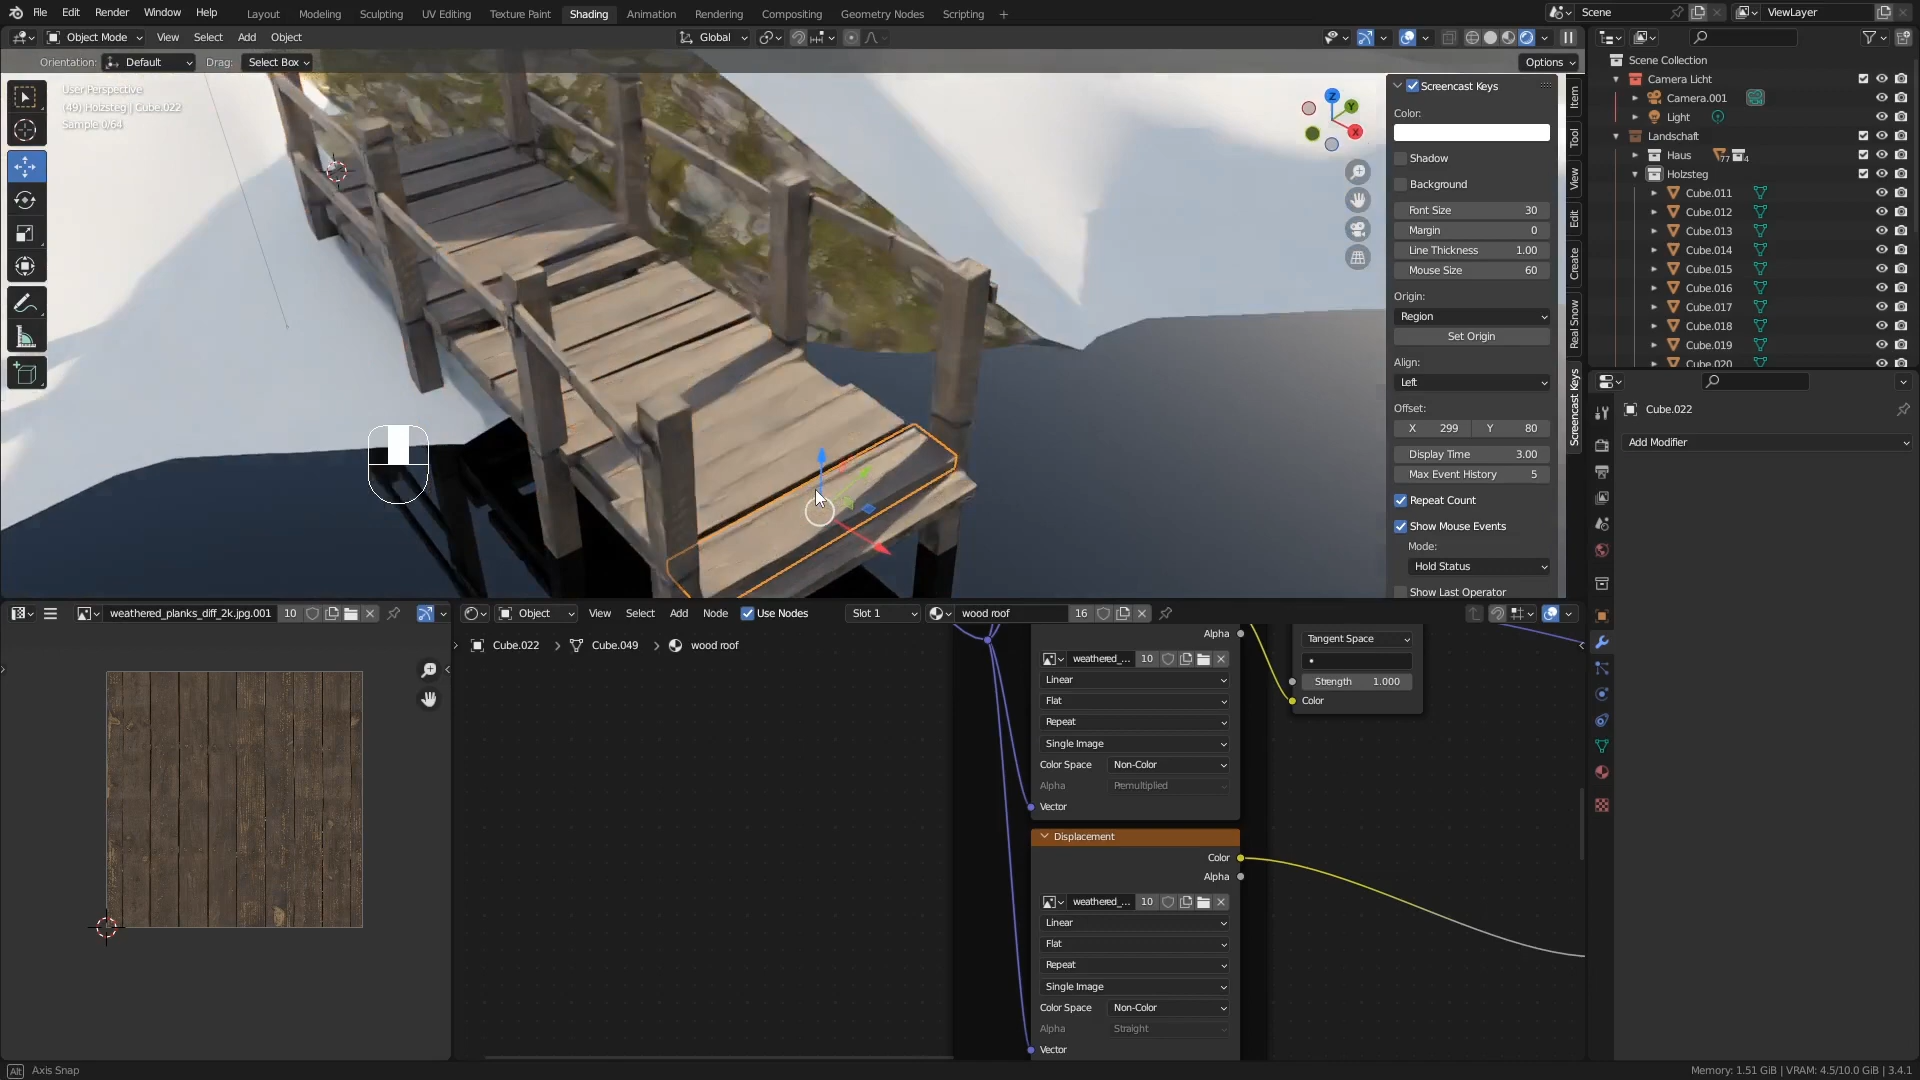 File Edit Render Window Help Layout Modeling Sculpting UV Editing Texture Paint Shading Animation Rendering Compositing Geometry Nodes Scripting + Scene ViewLayer
Object Mode View Select Add Object Global
Orientation: Default Drag: Select Box Options
User Perspective
(49) Holzsteg | Cube.022
Sample 0/64
Z
Y
X
Screencast Keys
Color:
Shadow
Background
Font Size 30
Margin 0
Line Thickness 1.00
Mouse Size 60
Origin:
Region
Set Origin
Align:
Left
Offset:
X 299 Y 80
Display Time 3.00
Max Event History 5
Repeat Count
Show Mouse Events
Mode:
Hold Status
Show Last Operator
Item
Tool
View
Edit
Create
Real Snow
Screencast Keys
Scene Collection
Camera Licht
Camera.001
Light
Landschaft
Haus 77 4
Holzsteg
Cube.011
Cube.012
Cube.013
Cube.014
Cube.015
Cube.016
Cube.017
Cube.018
Cube.019
Cube.020
Cube.022
Add Modifier
weathered_planks_diff_2k.jpg.001 10
Object View Select Add Node Use Nodes Slot 1 wood roof 16
Cube.022 > Cube.049 > wood roof
Alpha
weathered_... 10
Linear
Flat
Repeat
Single Image
Color Space Non-Color
Alpha Premultiplied
Vector
Tangent Space
Strength 1.000
Color
Displacement
Color
Alpha
weathered_... 10
Linear
Flat
Repeat
Single Image
Color Space Non-Color
Alpha Straight
Vector
Alt Axis Snap
Memory: 1.51 GiB | VRAM: 4.5/10.0 GiB | 3.4.1